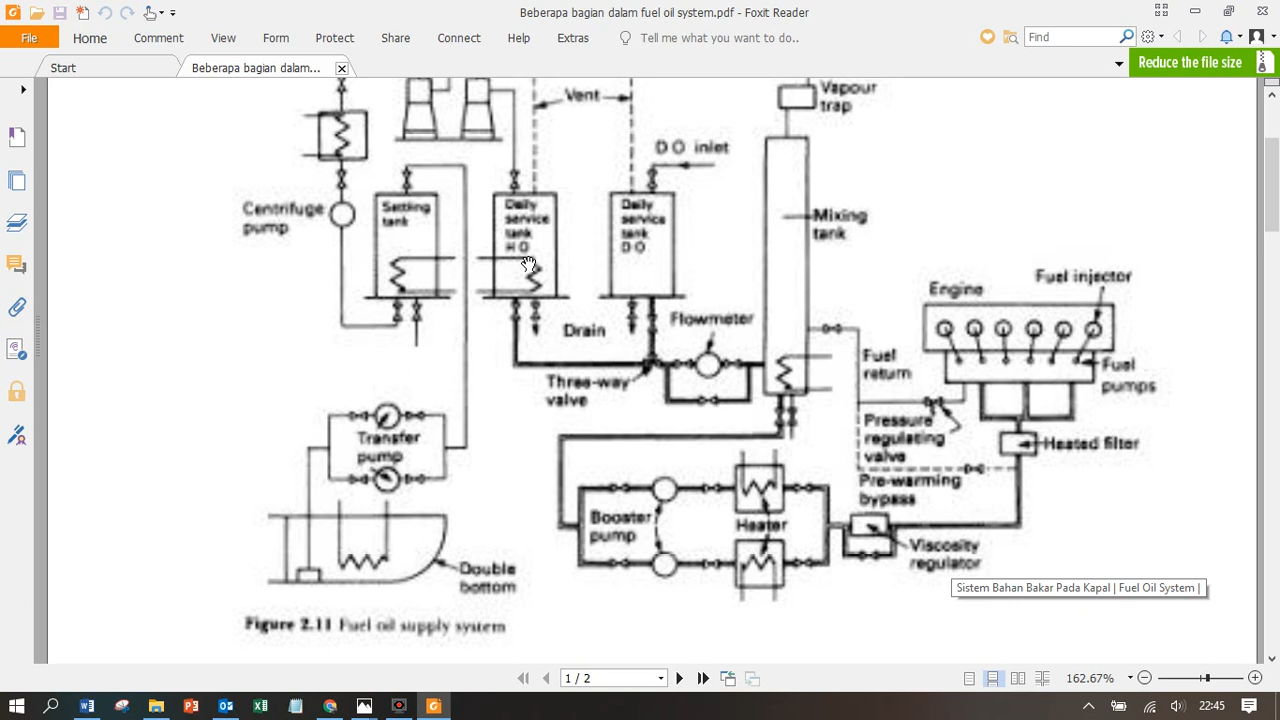 Beberapa bagian dalam fuel oil system.pdf - Foxit Reader
File Home Comment View Form Protect Share Connect Help Extras Tell me what you want to do.. Find
Start Beberapa bagian dalam... Reduce the file size
Vapour
trap
Vent
D O inlet
Centrifuge
pump
Settling
tank
Daily
service
tank
H O
Daily
service
tank
D O
Mixing
tank
Fuel injector
Engine
Drain
Flowmeter
Three-way
valve
Fuel
return
Fuel
pumps
Transfer
pump
Pressure
regulating
valve
Heated filter
Pre-warming
bypass
Booster
pump
Heater
Viscosity
regulator
Double
bottom
Sistem Bahan Bakar Pada Kapal | Fuel Oil System |
Figure 2.11 Fuel oil supply system
1 / 2
162.67%
22:45